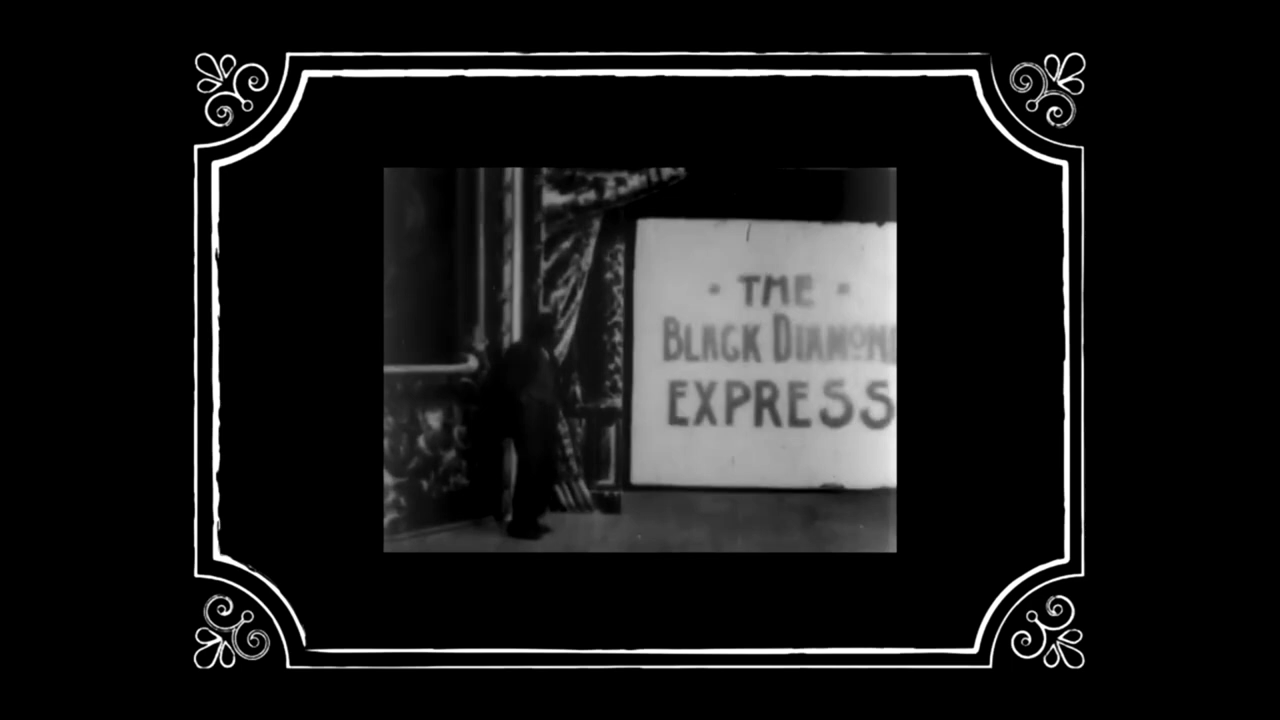 · THE ·
BLACK DIAMOND
EXPRESS